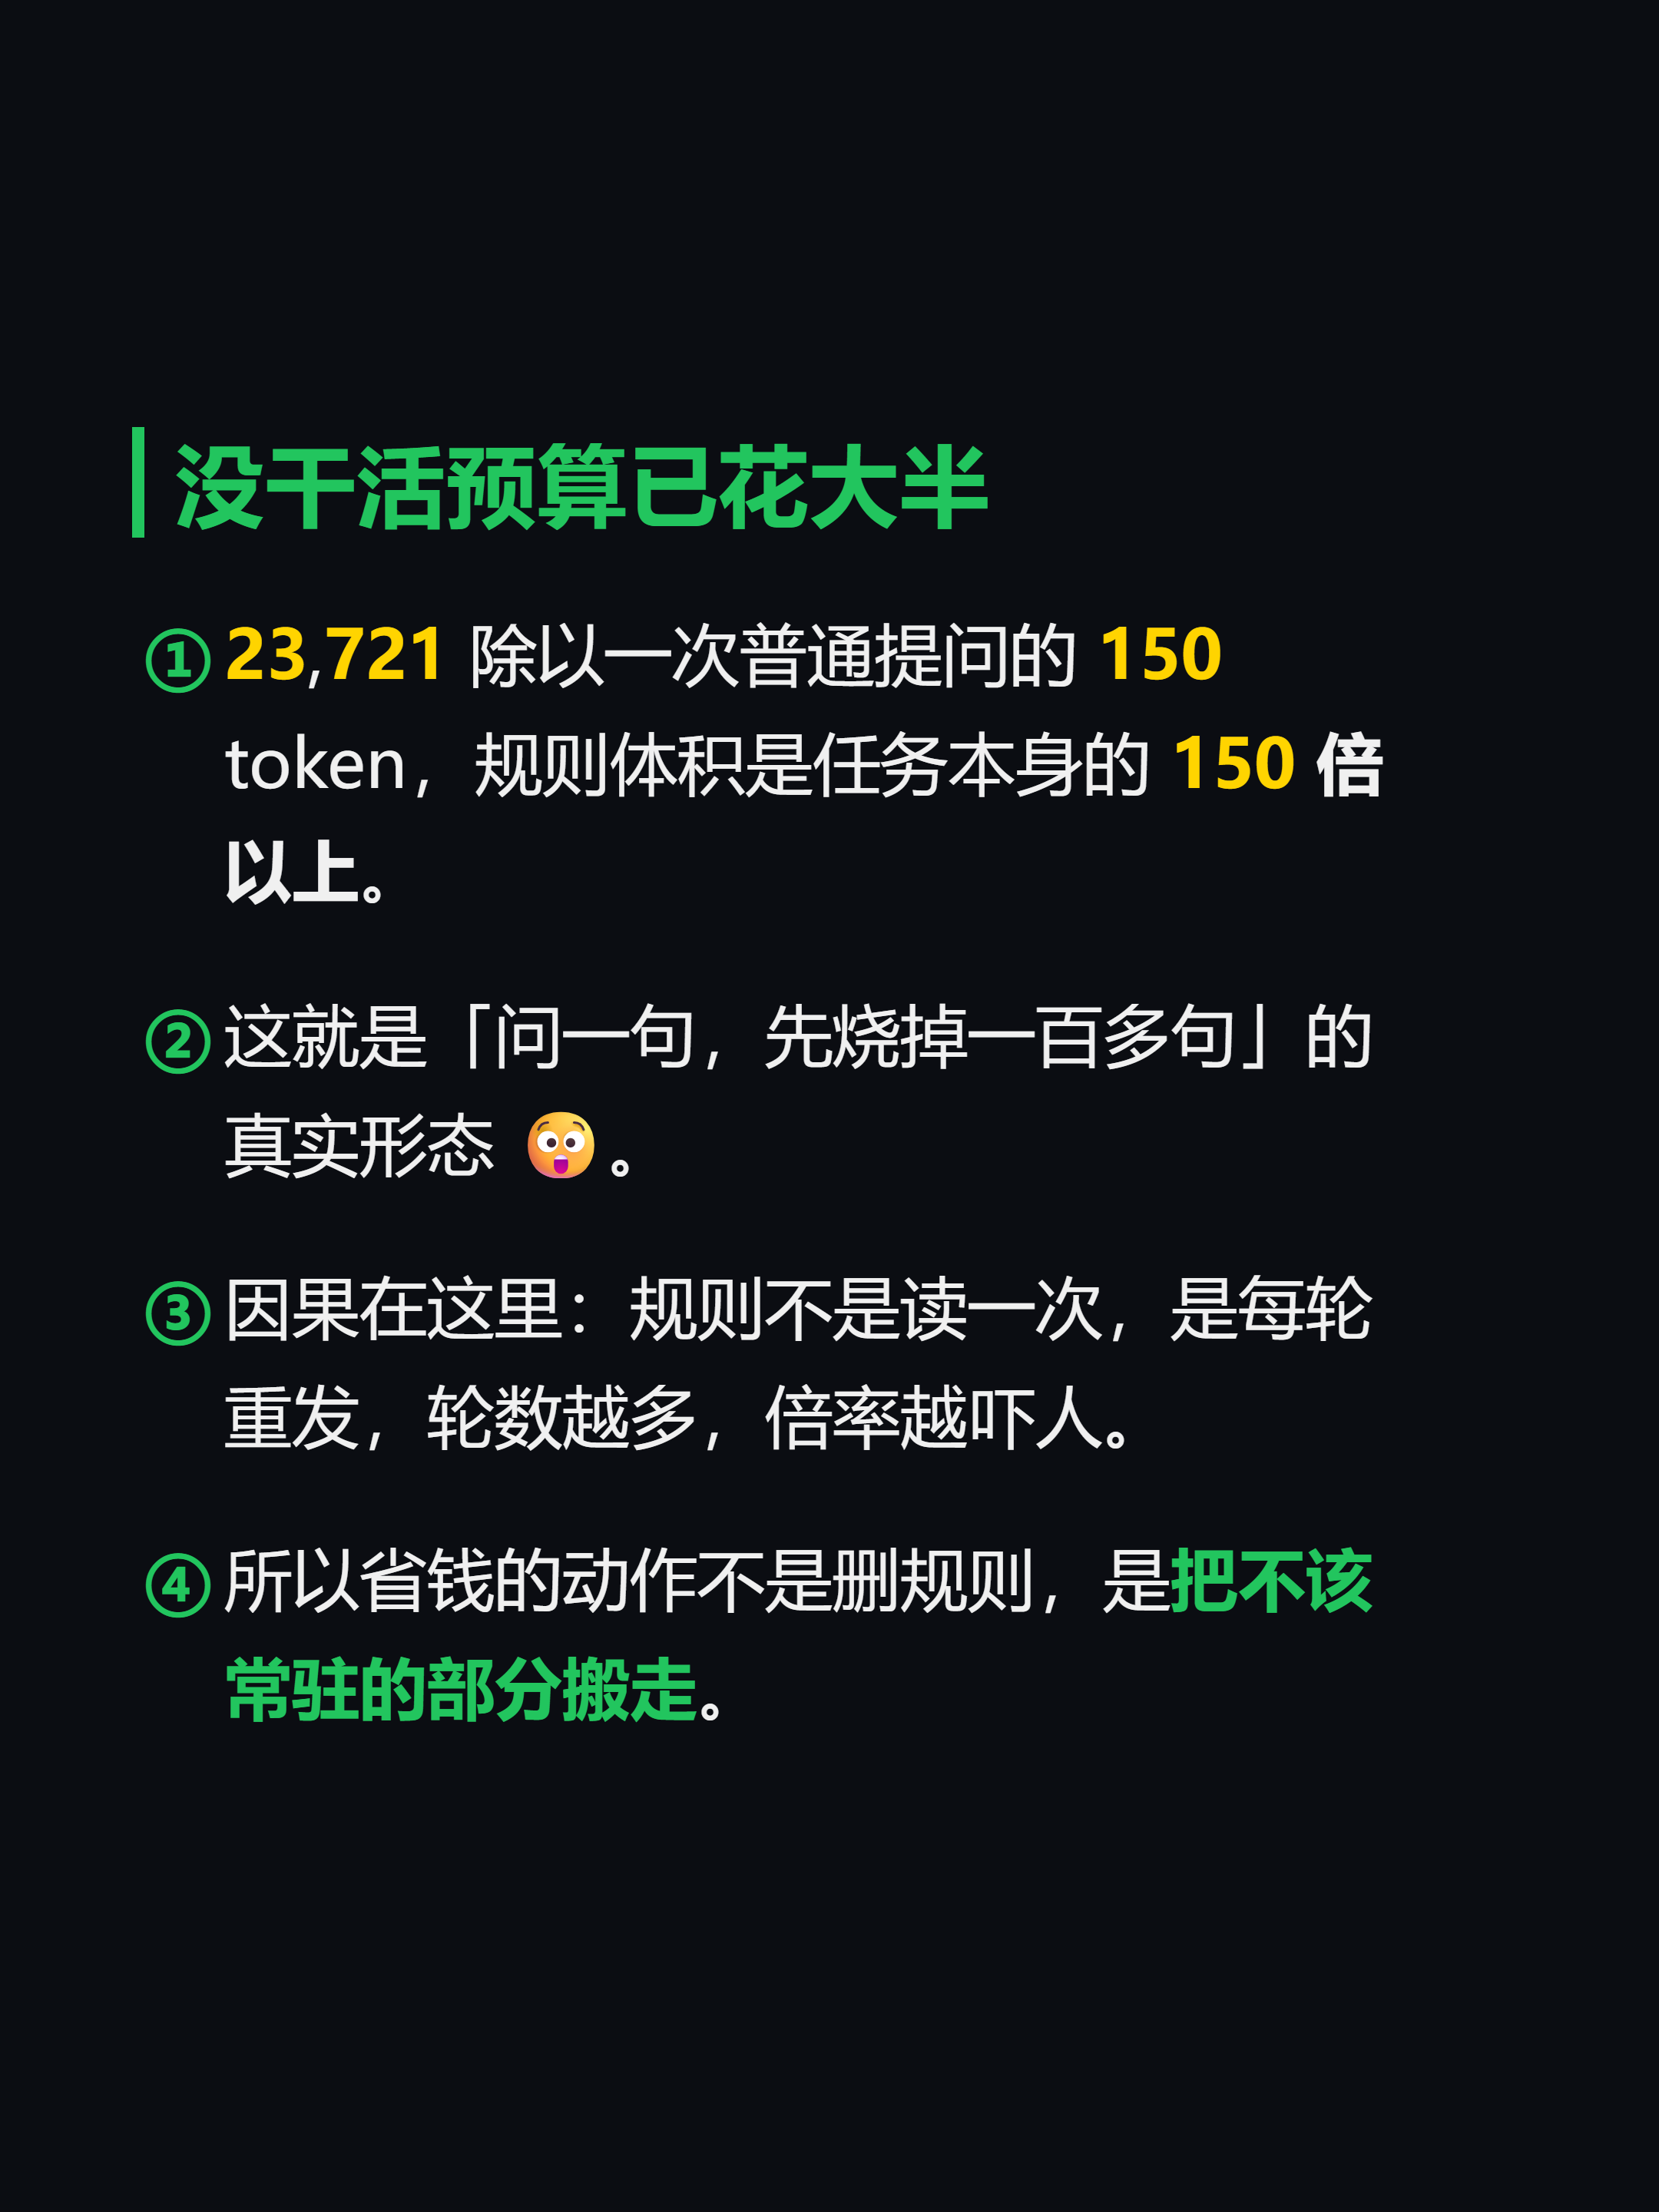 没干活预算已花大半
① 23,721 除以一次普通提问的 150
token，规则体积是任务本身的 150 倍
以上。
② 这就是「问一句，先烧掉一百多句」的
真实形态 😲。
③ 因果在这里：规则不是读一次，是每轮
重发，轮数越多，倍率越吓人。
④ 所以省钱的动作不是删规则，是把不该
常驻的部分搬走。